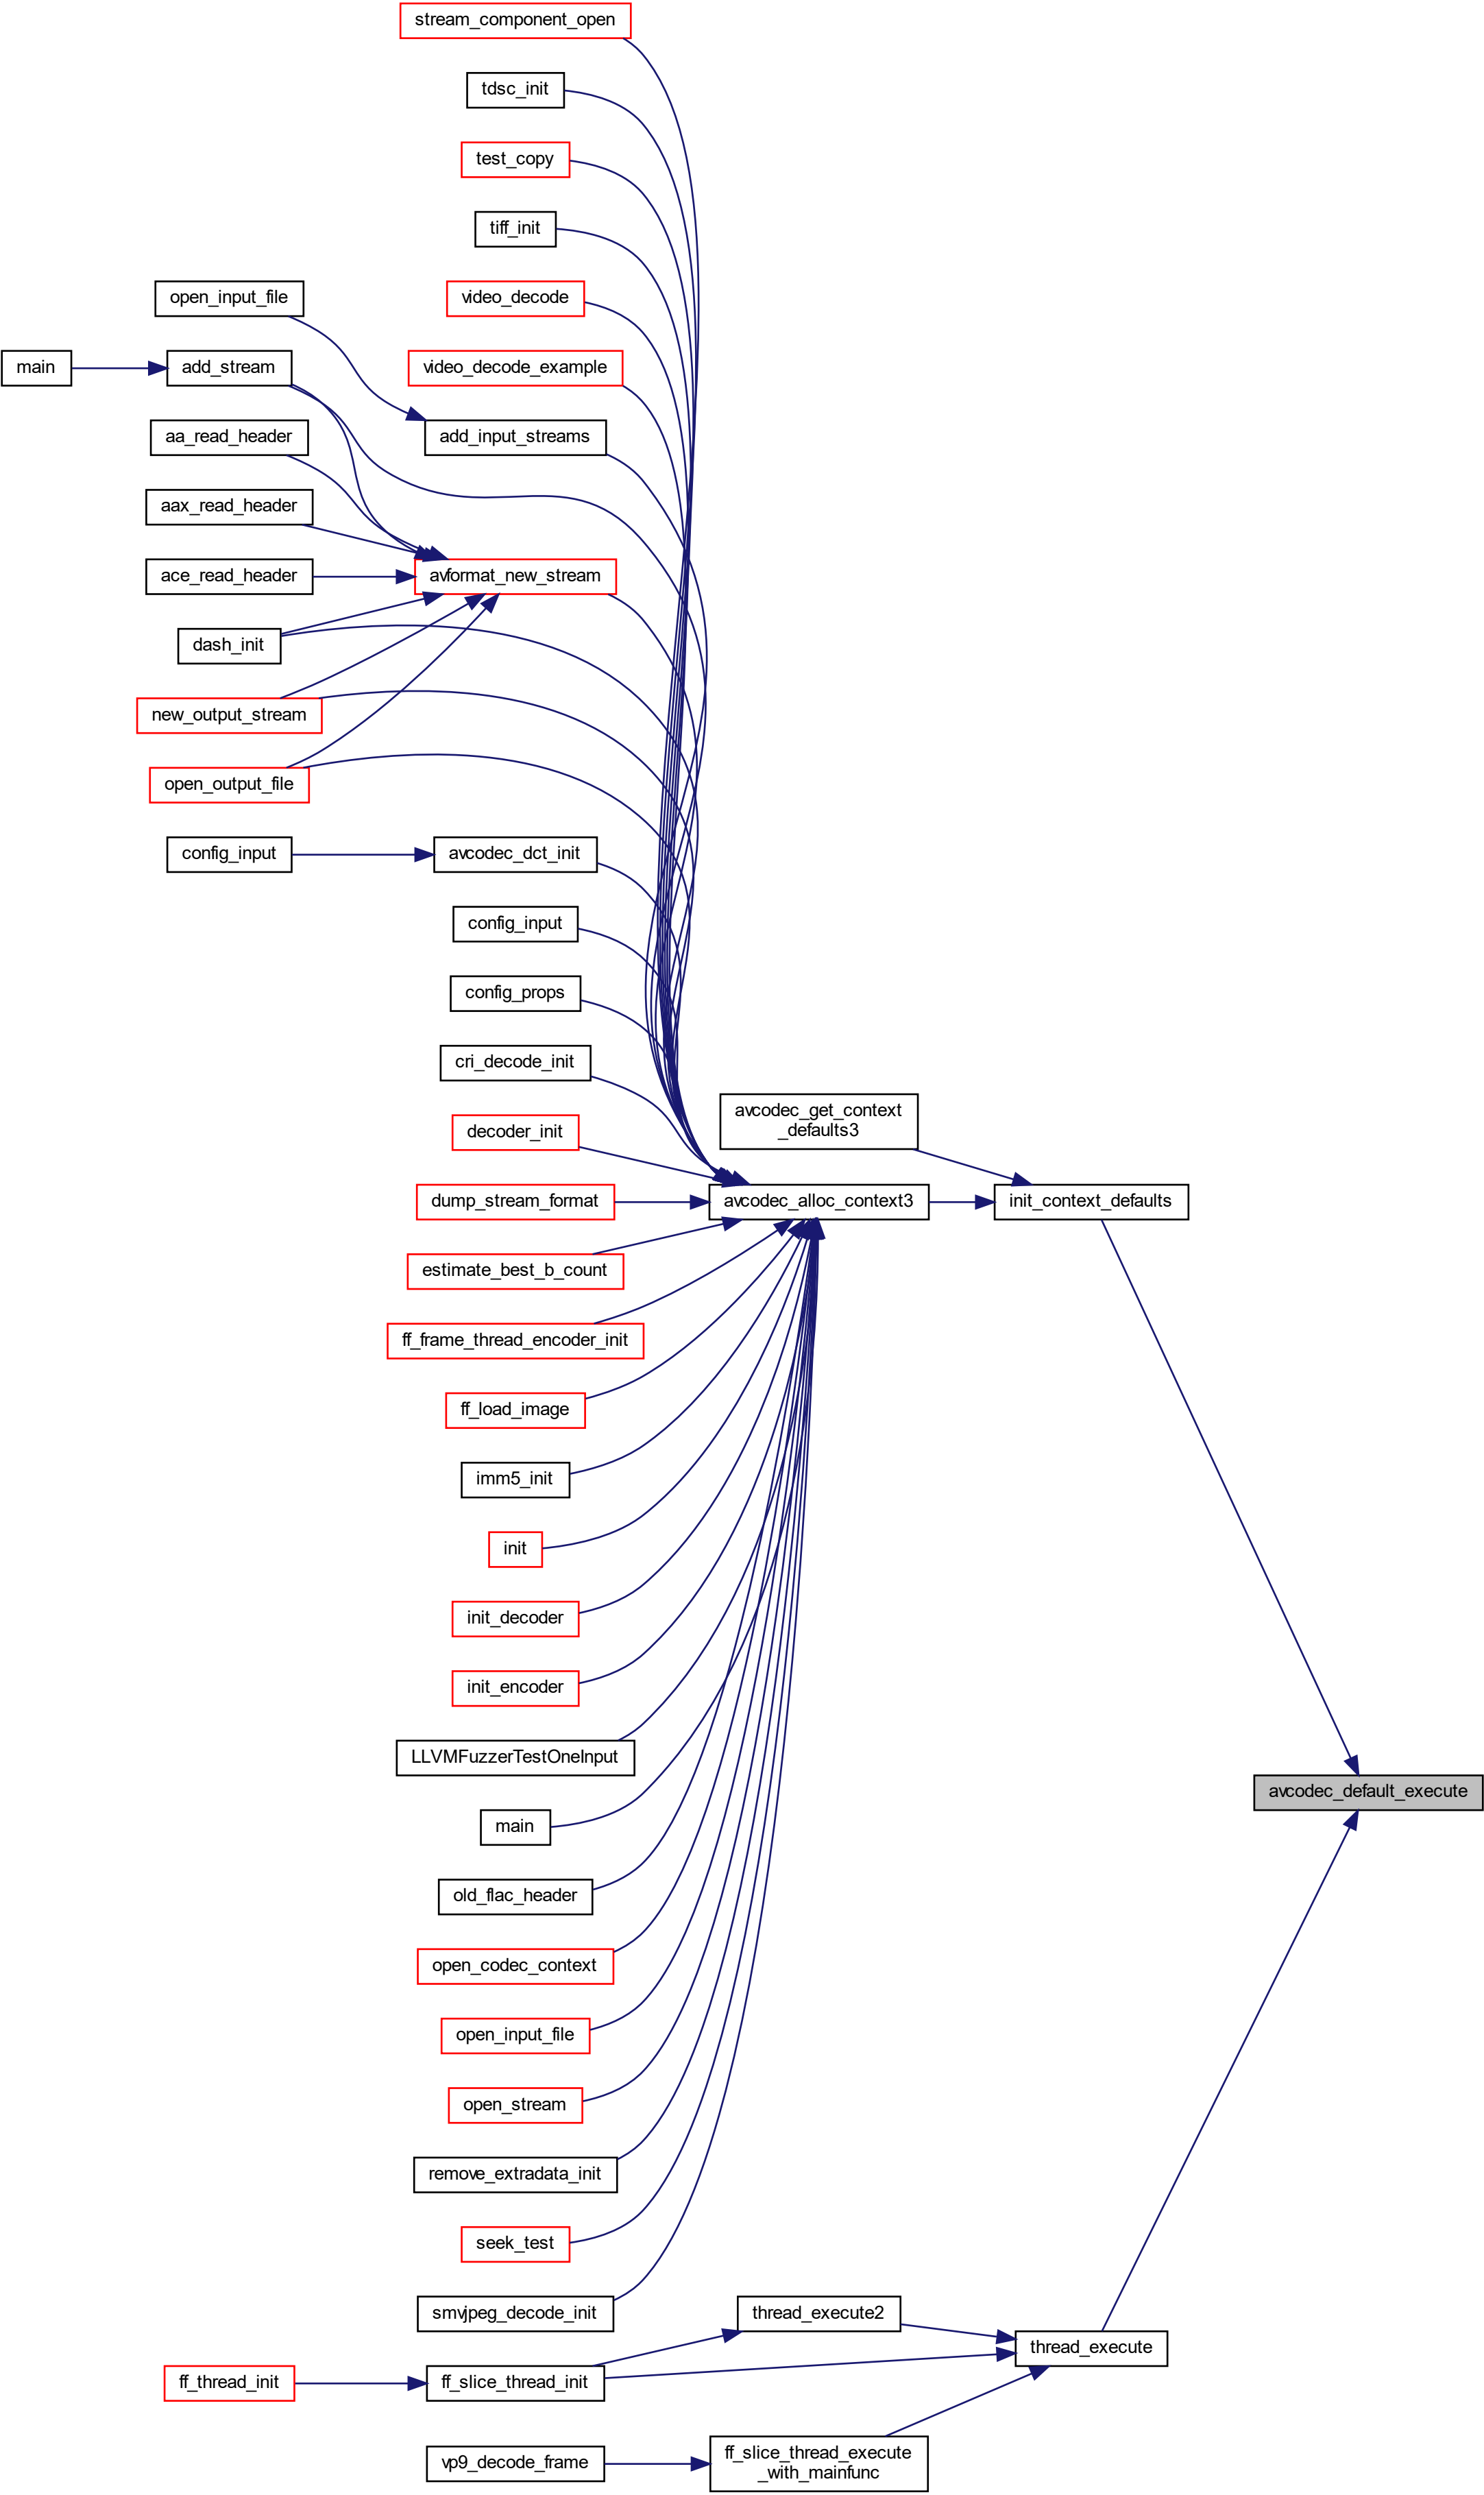 stream_component_open
tdsc_init
test_copy
tiff_init
video_decode
open_input_file
main
add_stream
video_decode_example
aa_read_header
add_input_streams
aax_read_header
ace_read_header
avformat_new_stream
dash_init
new_output_stream
open_output_file
config_input
avcodec_dct_init
config_input
config_props
cri_decode_init
decoder_init
avcodec_get_context
_defaults3
dump_stream_format
avcodec_alloc_context3
init_context_defaults
estimate_best_b_count
ff_frame_thread_encoder_init
ff_load_image
imm5_init
init
init_decoder
init_encoder
LLVMFuzzerTestOneInput
avcodec_default_execute
main
old_flac_header
open_codec_context
open_input_file
open_stream
remove_extradata_init
seek_test
smvjpeg_decode_init
thread_execute2
thread_execute
ff_thread_init
ff_slice_thread_init
vp9_decode_frame
ff_slice_thread_execute
_with_mainfunc